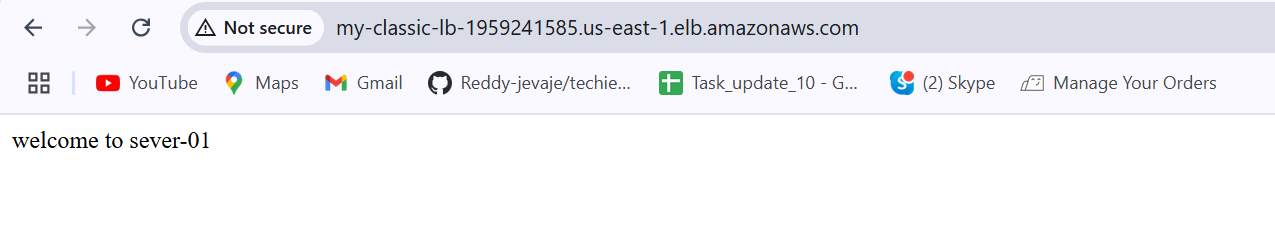 Not secure my-classic-lb-1959241585.us-east-1.elb.amazonaws.com
YouTube Maps Gmail Reddy-jevaje/techie... Task_update_10 - G... (2) Skype Manage Your Orders
welcome to sever-01